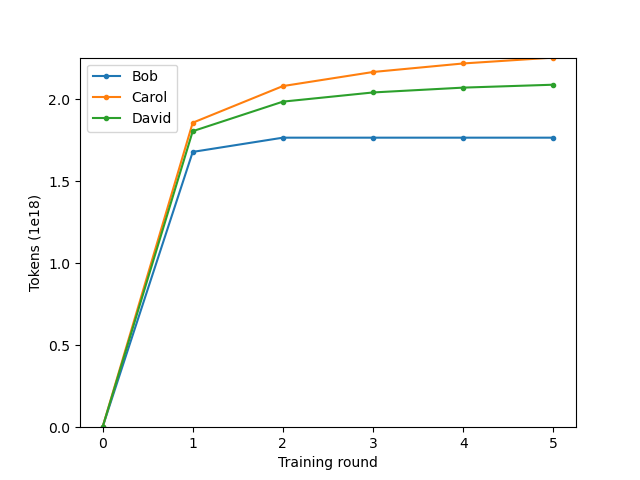 Bob
Carol
David
2.0
1.5
1.0
0.5
0.0
Tokens (1e18)
0 1 2 3 4 5
Training round